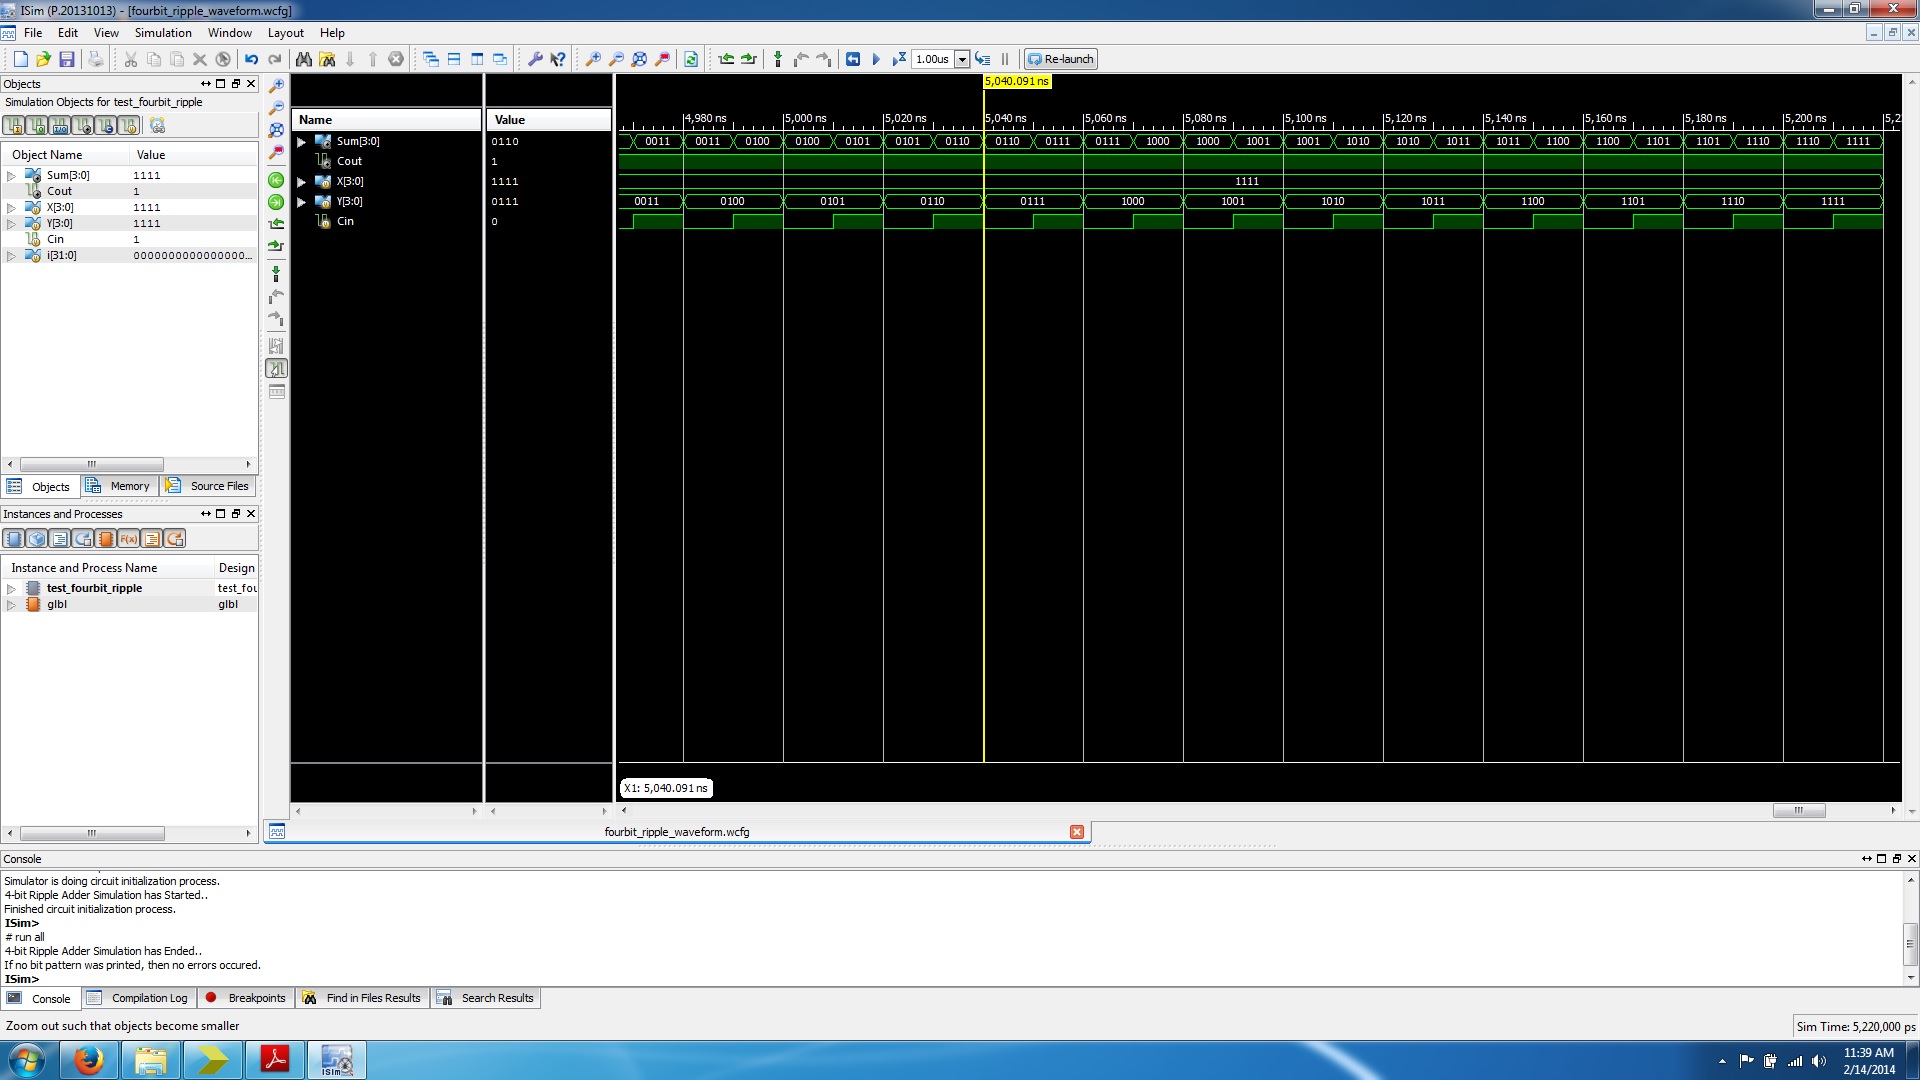 ISim (P.20131013) - [fourbit_ripple_waveform.wcfg]
File Edit View Simulation Window Layout Help
1.00us Re-launch
Objects
Simulation Objects for test_fourbit_ripple
Object Name Value
Sum[3:0] 1111
Cout 1
X[3:0] 1111
Y[3:0] 1111
Cin 1
i[31:0] 0000000000000000...
Objects Memory Source Files
Instances and Processes
F(x)
Instance and Process Name Design
test_fourbit_ripple test_fou
glbl glbl
5,040.091 ns
Name Value
4,980 ns 5,000 ns 5,020 ns 5,040 ns 5,060 ns 5,080 ns 5,100 ns 5,120 ns 5,140 ns 5,160 ns 5,180 ns 5,200 ns 5,2
Sum[3:0] 0110 0011 0011 0100 0100 0101 0101 0110 0110 0111 0111 1000 1000 1001 1001 1010 1010 1011 1011 1100 1100 1101 1101 1110 1110 1111
Cout 1
X[3:0] 1111 1111
Y[3:0] 0111 0011 0100 0101 0110 0111 1000 1001 1010 1011 1100 1101 1110 1111
Cin 0
X1: 5,040.091 ns
fourbit_ripple_waveform.wcfg
Console
Simulator is doing circuit initialization process.
4-bit Ripple Adder Simulation has Started..
Finished circuit initialization process.
ISim>
# run all
4-bit Ripple Adder Simulation has Ended..
If no bit pattern was printed, then no errors occured.
ISim>
Console Compilation Log Breakpoints Find in Files Results Search Results
Zoom out such that objects become smaller
Sim Time: 5,220,000 ps
ISim
11:39 AM
2/14/2014